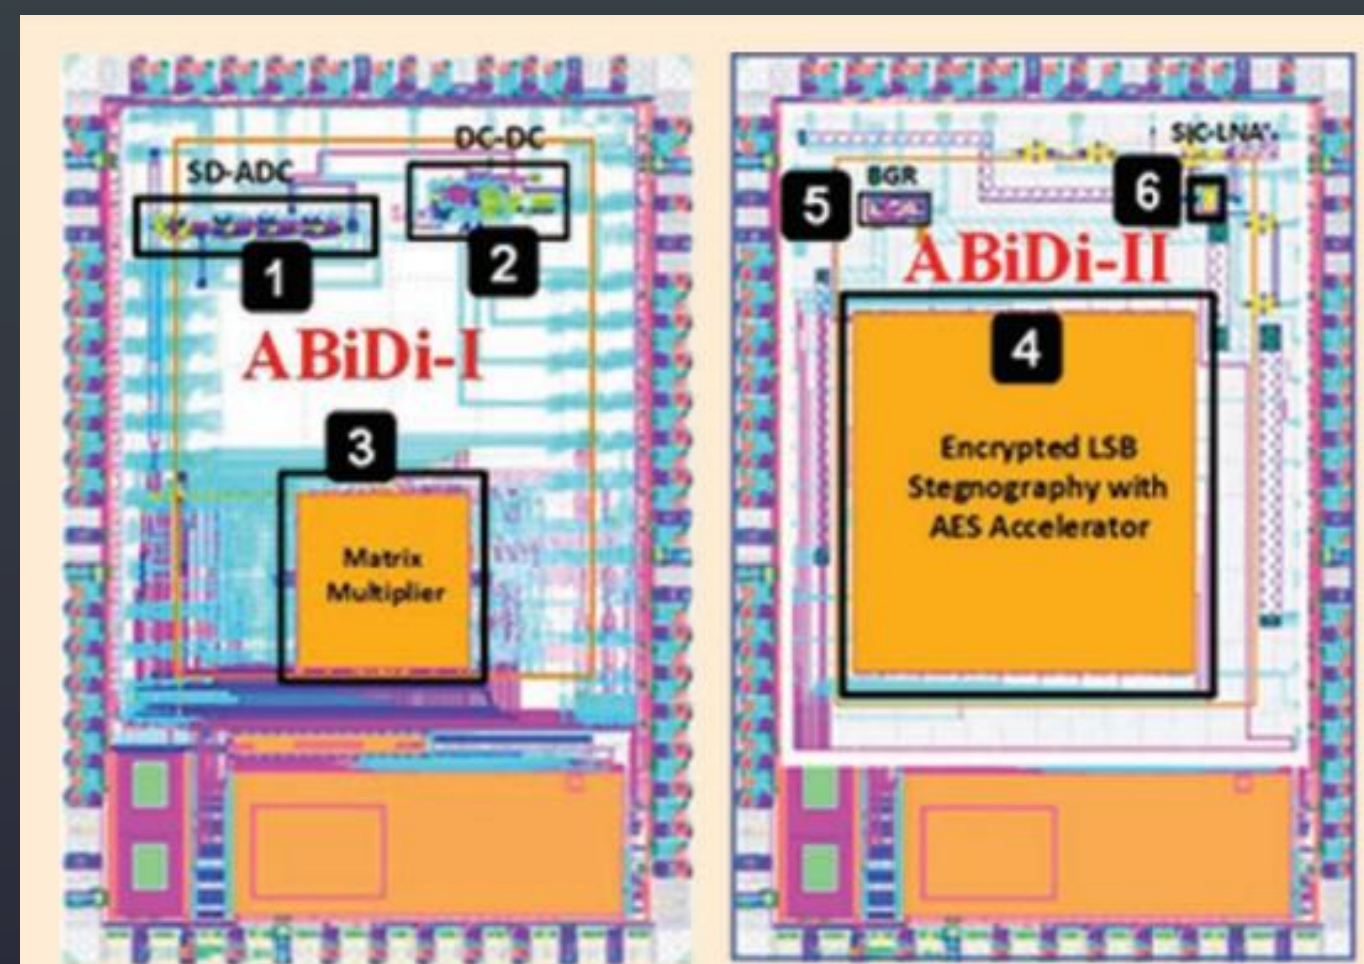 DC-DC
SD-ADC
1
2
ABiDi-I
3
Matrix
Multiplier
SIC-LNA
BGR
5
6
ABiDi-II
4
Encrypted LSB
Stegnography with
AES Accelerator